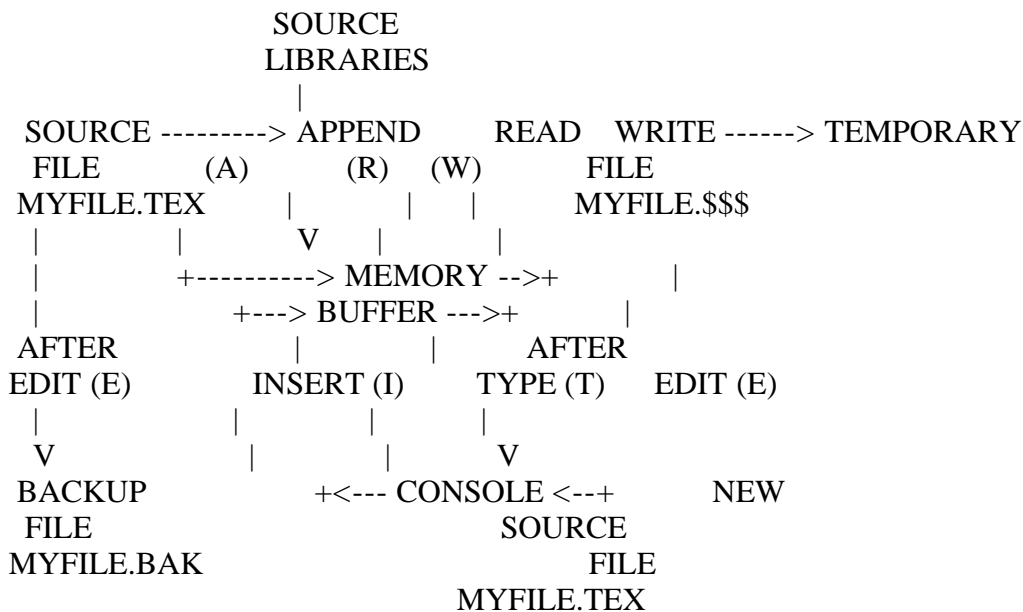 SOURCE
LIBRARIES
|
SOURCE ---------> APPEND READ WRITE ------> TEMPORARY
FILE (A) (R) (W) FILE
MYFILE.TEX | | | MYFILE.$$$
| | V | |
| +----------> MEMORY -->+ |
| +---> BUFFER --->+ |
AFTER | | AFTER
EDIT (E) INSERT (I) TYPE (T) EDIT (E)
| | | |
V | | V
BACKUP +<--- CONSOLE <--+ NEW
FILE SOURCE
MYFILE.BAK FILE
MYFILE.TEX